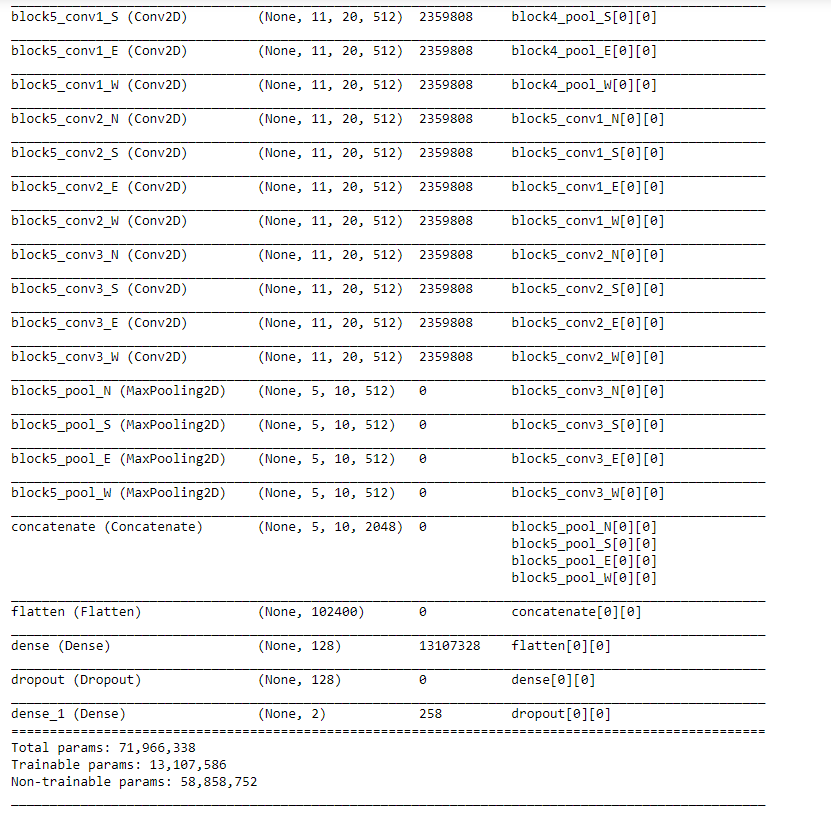 block5_conv1_S (Conv2D) (None, 11, 20, 512) 2359808 block4_pool_S[0][0]
block5_conv1_E (Conv2D) (None, 11, 20, 512) 2359808 block4_pool_E[0][0]
block5_conv1_W (Conv2D) (None, 11, 20, 512) 2359808 block4_pool_W[0][0]
block5_conv2_N (Conv2D) (None, 11, 20, 512) 2359808 block5_conv1_N[0][0]
block5_conv2_S (Conv2D) (None, 11, 20, 512) 2359808 block5_conv1_S[0][0]
block5_conv2_E (Conv2D) (None, 11, 20, 512) 2359808 block5_conv1_E[0][0]
block5_conv2_W (Conv2D) (None, 11, 20, 512) 2359808 block5_conv1_W[0][0]
block5_conv3_N (Conv2D) (None, 11, 20, 512) 2359808 block5_conv2_N[0][0]
block5_conv3_S (Conv2D) (None, 11, 20, 512) 2359808 block5_conv2_S[0][0]
block5_conv3_E (Conv2D) (None, 11, 20, 512) 2359808 block5_conv2_E[0][0]
block5_conv3_W (Conv2D) (None, 11, 20, 512) 2359808 block5_conv2_W[0][0]
block5_pool_N (MaxPooling2D) (None, 5, 10, 512) 0 block5_conv3_N[0][0]
block5_pool_S (MaxPooling2D) (None, 5, 10, 512) 0 block5_conv3_S[0][0]
block5_pool_E (MaxPooling2D) (None, 5, 10, 512) 0 block5_conv3_E[0][0]
block5_pool_W (MaxPooling2D) (None, 5, 10, 512) 0 block5_conv3_W[0][0]
concatenate (Concatenate) (None, 5, 10, 2048) 0 block5_pool_N[0][0]
block5_pool_S[0][0]
block5_pool_E[0][0]
block5_pool_W[0][0]
flatten (Flatten) (None, 102400) 0 concatenate[0][0]
dense (Dense) (None, 128) 13107328 flatten[0][0]
dropout (Dropout) (None, 128) 0 dense[0][0]
dense_1 (Dense) (None, 2) 258 dropout[0][0]
Total params: 71,966,338
Trainable params: 13,107,586
Non-trainable params: 58,858,752